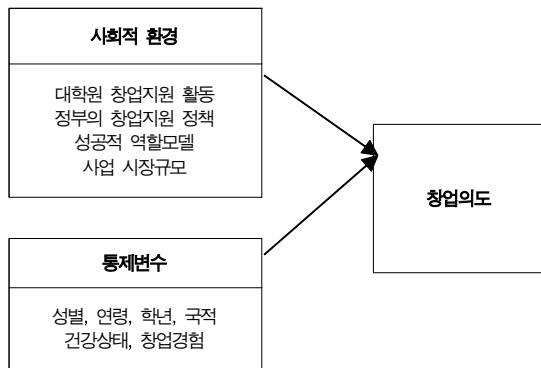 사회적 환경
대학원 창업지원 활동
정부의 창업지원 정책
성공적 역할모델
사업 시장규모
창업의도
통제변수
성별, 연령, 학년, 국적
건강상태, 창업경험